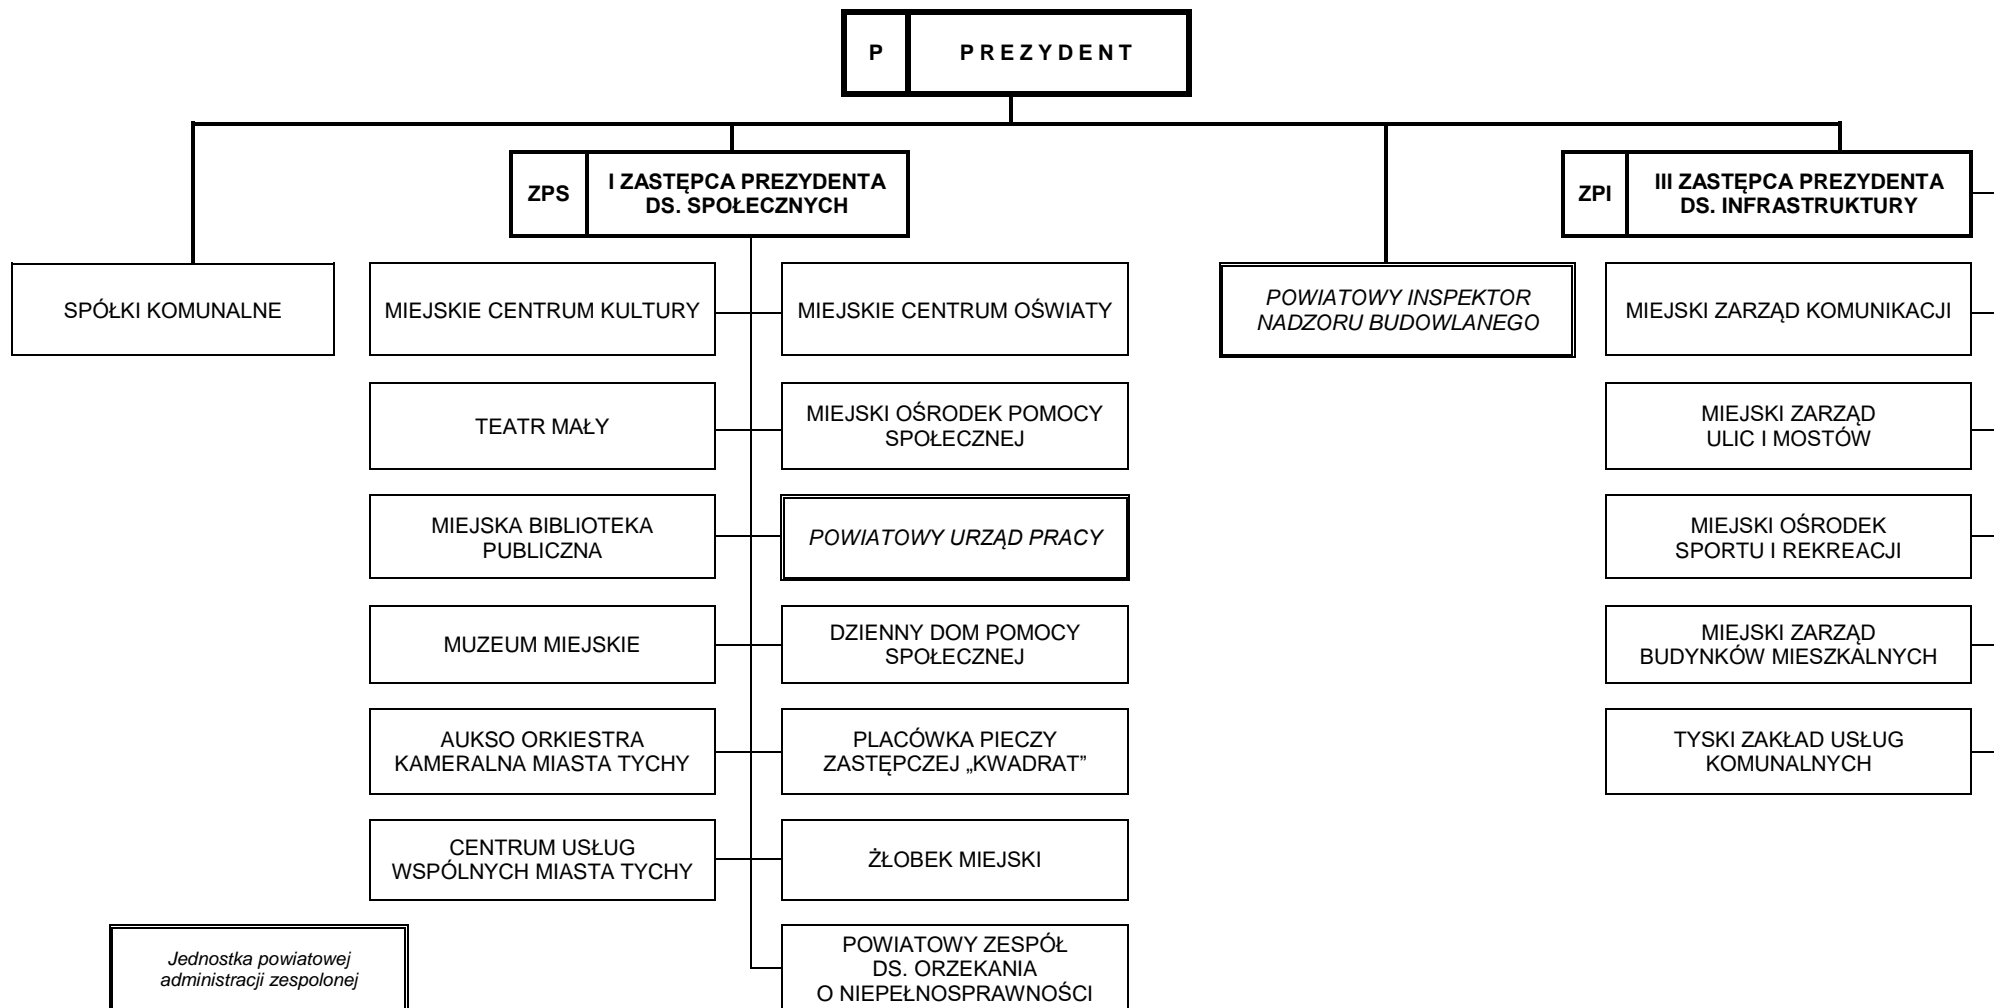 P
PREZYDENT
ZPS
I ZASTĘPCA PREZYDENTA
DS. SPOŁECZNYCH
ZPI
III ZASTĘPCA PREZYDENTA
DS. INFRASTRUKTURY
SPÓŁKI KOMUNALNE
MIEJSKIE CENTRUM KULTURY
MIEJSKIE CENTRUM OŚWIATY
POWIATOWY INSPEKTOR
NADZORU BUDOWLANEGO
MIEJSKI ZARZĄD KOMUNIKACJI
TEATR MAŁY
MIEJSKI OŚRODEK POMOCY
SPOŁECZNEJ
MIEJSKI ZARZĄD
ULIC I MOSTÓW
MIEJSKA BIBLIOTEKA
PUBLICZNA
POWIATOWY URZĄD PRACY
MIEJSKI OŚRODEK
SPORTU I REKREACJI
MUZEUM MIEJSKIE
DZIENNY DOM POMOCY
SPOŁECZNEJ
MIEJSKI ZARZĄD
BUDYNKÓW MIESZKALNYCH
AUKSO ORKIESTRA
KAMERALNA MIASTA TYCHY
PLACÓWKA PIECZY
ZASTĘPCZEJ „KWADRAT”
TYSKI ZAKŁAD USŁUG
KOMUNALNYCH
CENTRUM USŁUG
WSPÓLNYCH MIASTA TYCHY
ŻŁOBEK MIEJSKI
Jednostka powiatowej
administracji zespolonej
POWIATOWY ZESPÓŁ
DS. ORZEKANIA
O NIEPEŁNOSPRAWNOŚCI